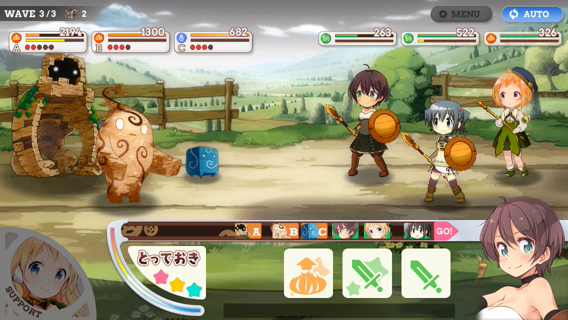 WAVE 3/3 2
MENU
AUTO
2194
1300
682
263
522
326
A
B
C
A B C GO!
とっておき
SUPPORT